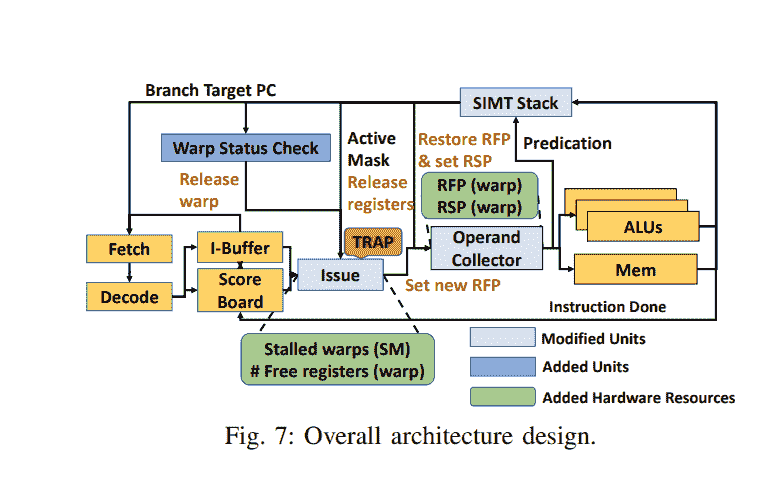 Branch Target PC
SIMT Stack
Warp Status Check
Active
Mask
Release
registers
Restore RFP
& set RSP
Predication
Release
warp
RFP (warp)
RSP (warp)
ALUs
TRAP
Fetch
I-Buffer
Operand
Collector
Issue
Mem
Decode
Score
Board
Set new RFP
Instruction Done
Stalled warps (SM)
# Free registers (warp)
Modified Units
Added Units
Added Hardware Resources
Fig. 7: Overall architecture design.